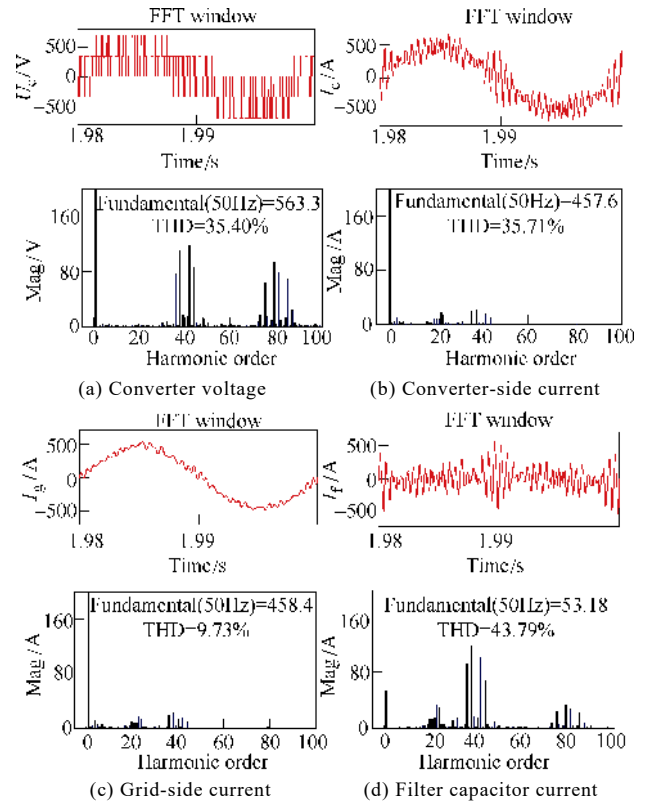 FFT window
FFT window
500
0
−500
U_c/V
500
0
−500
I_c/A
1.98
1.99
1.98
1.99
Time/s
Time/s
160
80
0
Mag/V
Fundamental(50Hz)=563.3
THD=35.40%
160
80
0
Mag/A
Fundamental(50Hz)−457.6
THD=35.71%
0 20 40 60 80 100
0 20 40 60 80 100
Harmonic order
Harmonic order
(a) Converter voltage
(b) Converter-side current
FFT window
FFT window
500
0
−500
I_g/A
500
0
−500
I_f/A
1.98
1.99
1.98
1.99
Time/s
Time/s
160
80
0
Mag/A
Fundamental(50Hz)=458.4
THD=9.73%
160
80
0
Mag/A
Fundamental(50Hz)=53.18
THD=43.79%
0 20 40 60 80 100
0 20 40 60 80 100
Harmonic order
Harmonic order
(c) Grid-side current
(d) Filter capacitor current